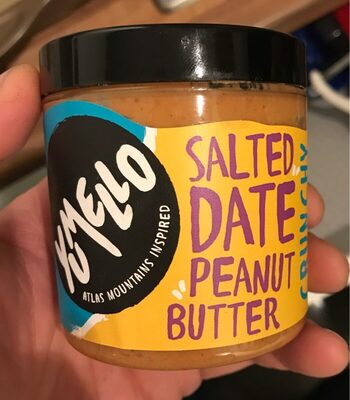 YUMELLO
ATLAS MOUNTAINS INSPIRED
SALTED
DATE
PEANUT
BUTTER
CRUNCHY